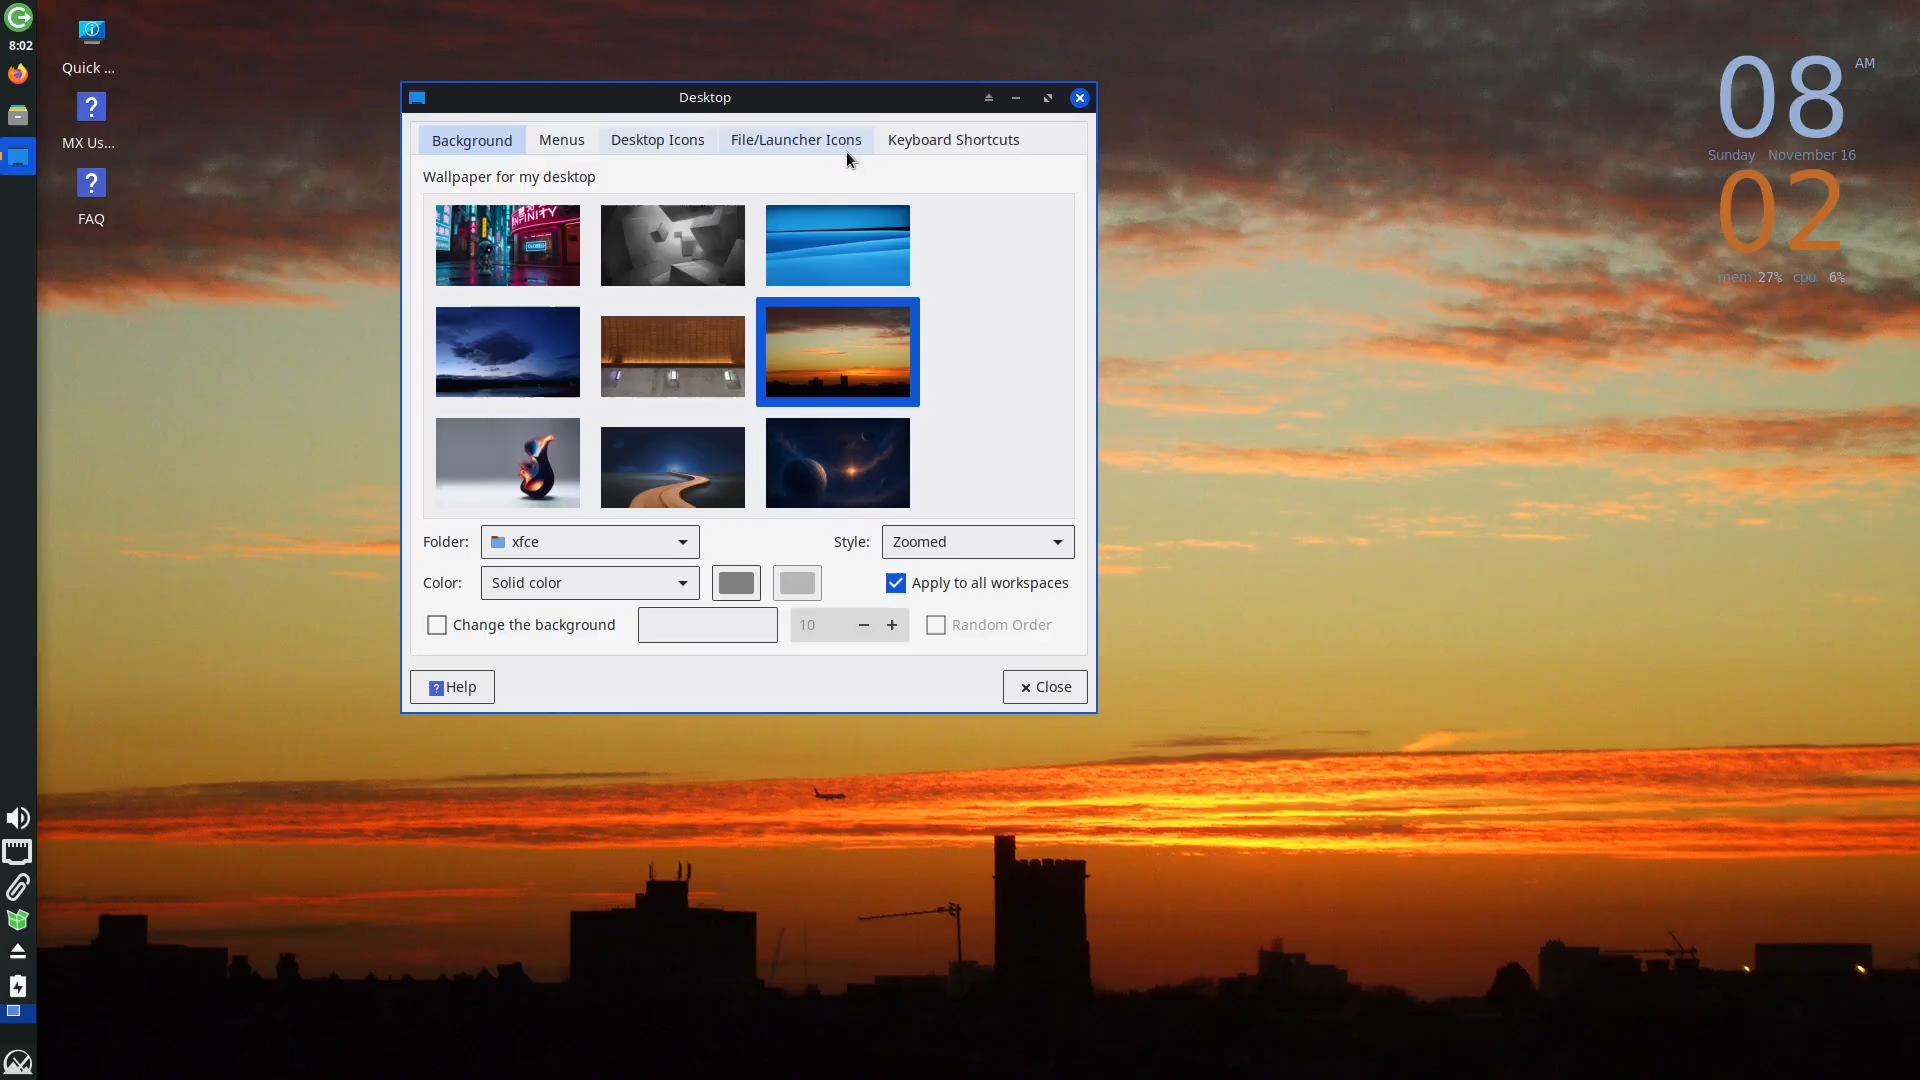 8:02
Quick ...
MX Us...
FAQ
Desktop
Background Menus Desktop Icons File/Launcher Icons Keyboard Shortcuts
Wallpaper for my desktop
INFINITY
CLOSED
Folder: xfce Style: Zoomed
Color: Solid color Apply to all workspaces
Change the background 10 Random Order
? Help Close
08 AM
Sunday November 16
02
mem 27% cpu 6%